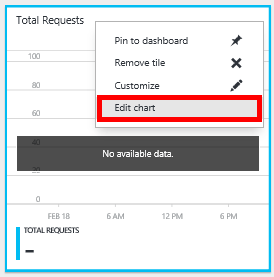 Total Requests
Pin to dashboard
Remove tile
Customize
Edit chart
100
80
60
40
No available data.
20
0
FEB 18 6 AM 12 PM 6 PM
TOTAL REQUESTS
--